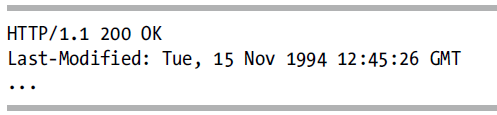 HTTP/1.1 200 OK
Last-Modified: Tue, 15 Nov 1994 12:45:26 GMT
...